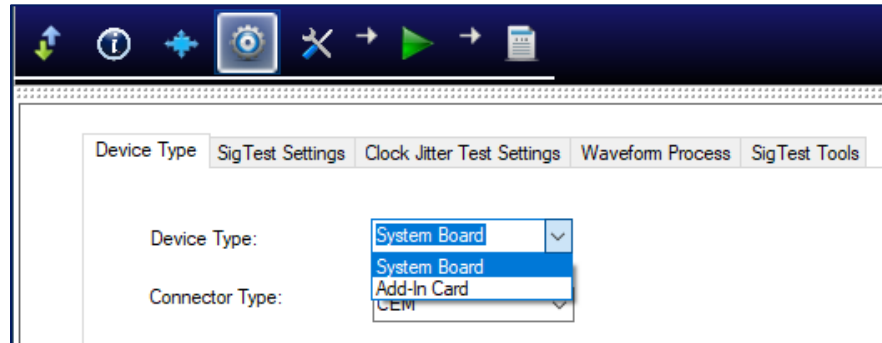 Device Type SigTest Settings Clock Jitter Test Settings Waveform Process SigTest Tools
Device Type: System Board
System Board
Add-In Card
Connector Type: CEM